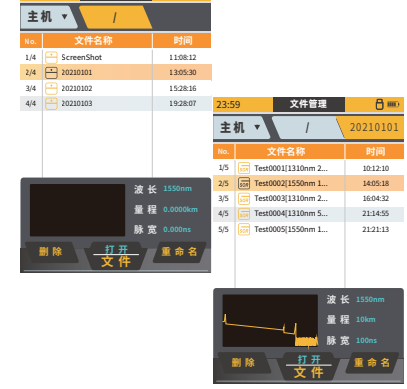 主机 ▼ /
No. 文件名称 时间
1/4 ScreenShot 11:08:12
2/4 20210101 13:05:30
3/4 20210102 15:28:16
4/4 20210103 19:28:07
波长 1550nm
量程 0.0000km
脉宽 0.000ns
删除 打开文件 重命名
23:59 文件管理
主机 ▼ / 20210101
No. 文件名称 时间
1/5 SOR Test0001[1310nm 2... 10:12:10
2/5 SOR Test0002[1550nm 1... 14:05:18
3/5 SOR Test0003[1310nm 2... 16:04:32
4/5 SOR Test0004[1310nm 5... 21:14:55
5/5 SOR Test0005[1550nm 1... 21:21:13
波长 1550nm
量程 10km
脉宽 100ns
删除 打开文件 重命名